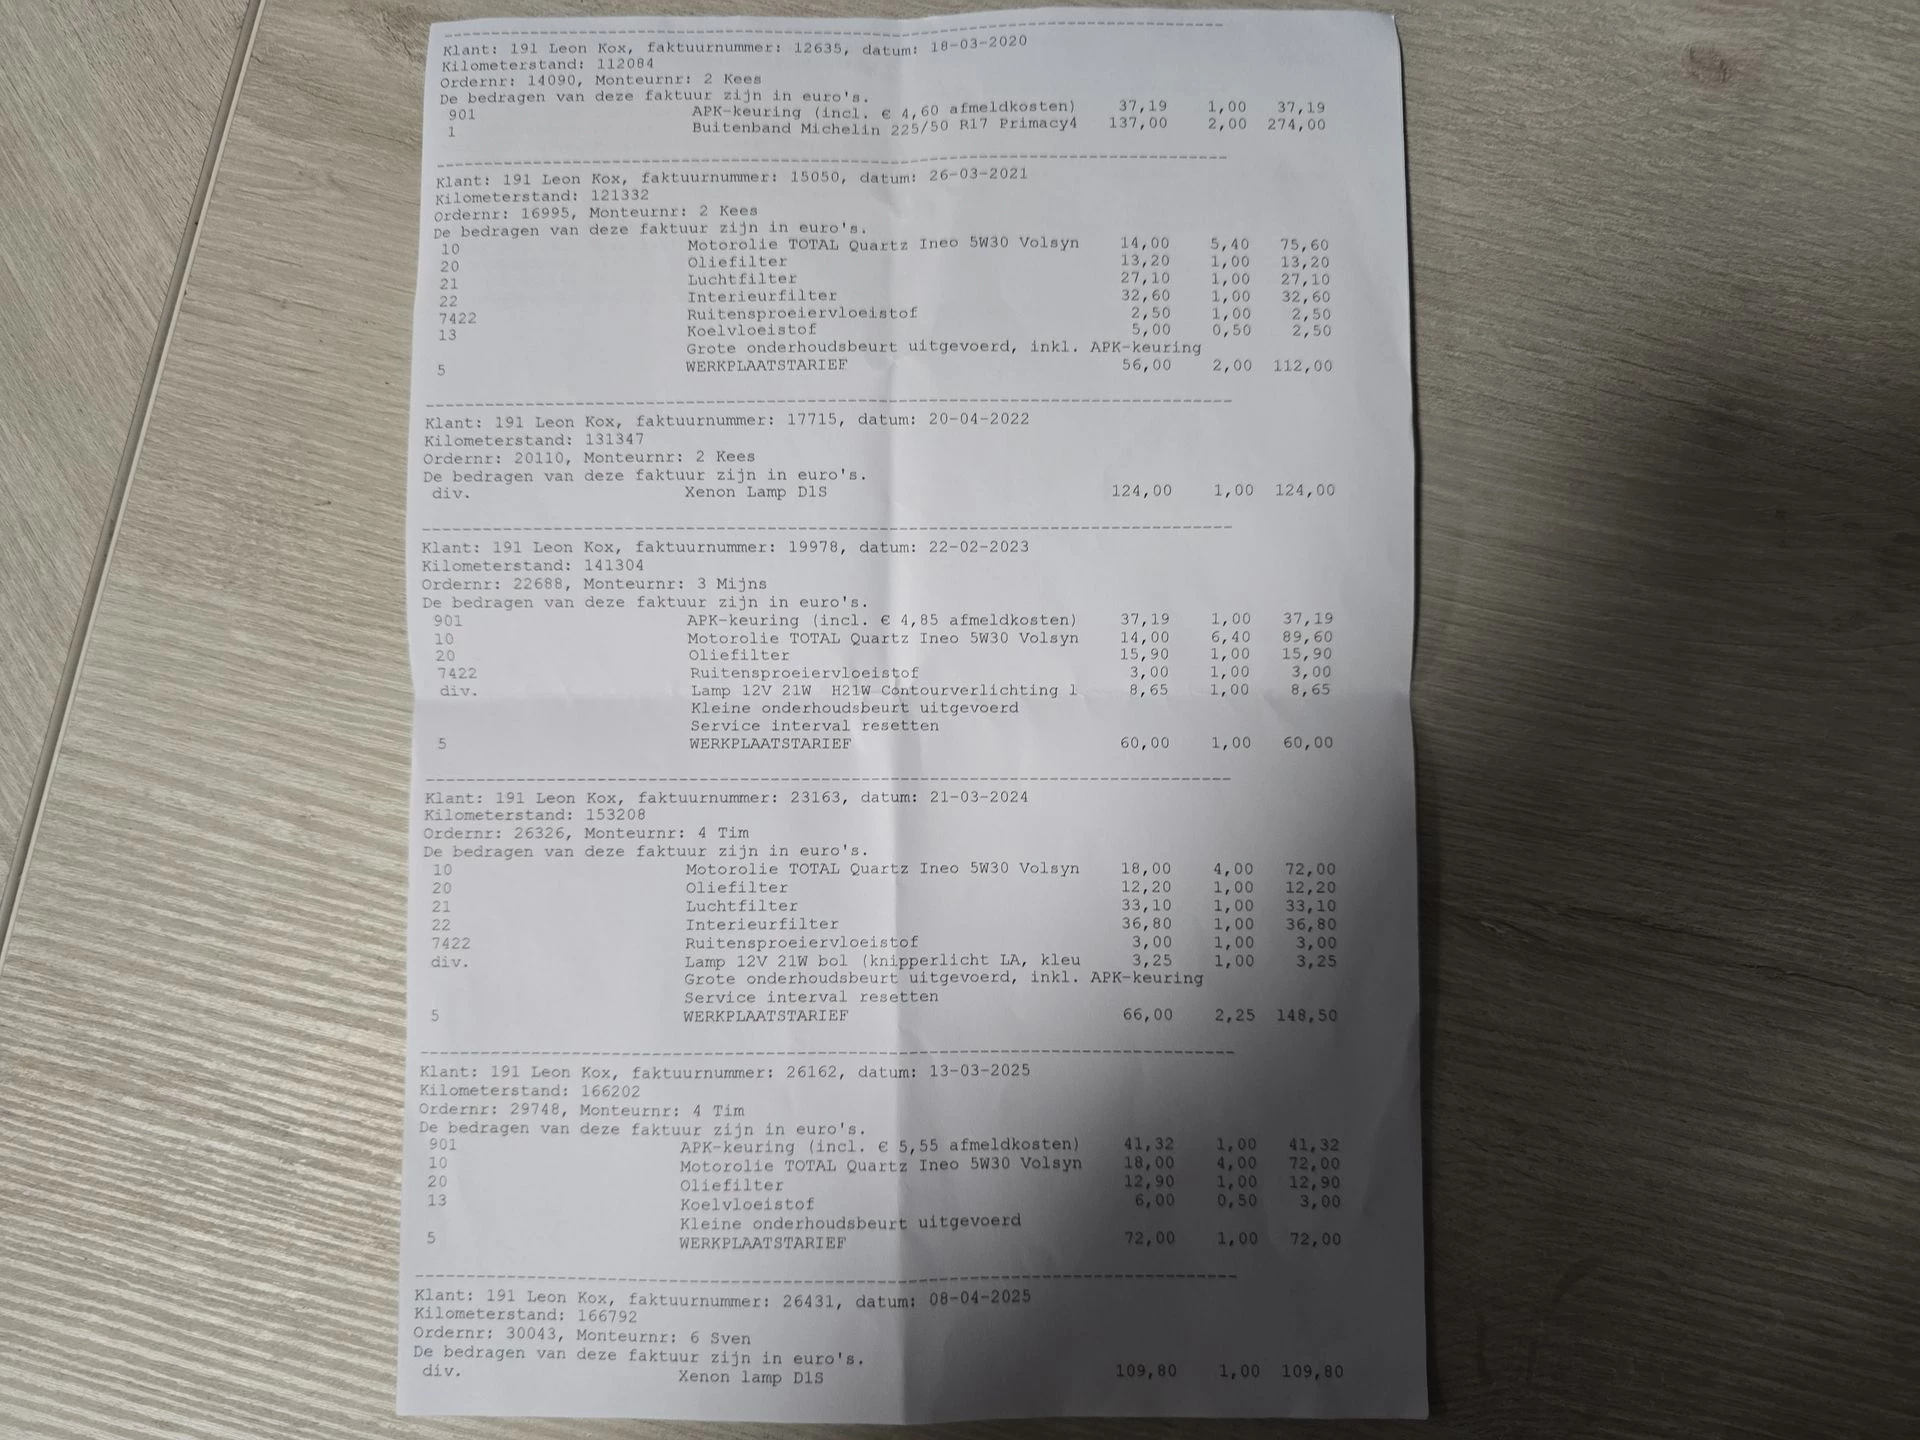 Klant: 191 Leon Kox, faktuurnummer: 12635, datum: 18-03-2020
Kilometerstand: 112084
Ordernr: 14090, Monteurnr: 2 Kees
De bedragen van deze faktuur zijn in euro's.
901 APK-keuring (incl. € 4,60 afmeldkosten) 37,19 1,00 37,19
1 Buitenband Michelin 225/50 R17 Primacy4 137,00 2,00 274,00
Klant: 191 Leon Kox, faktuurnummer: 15050, datum: 26-03-2021
Kilometerstand: 121332
Ordernr: 16995, Monteurnr: 2 Kees
De bedragen van deze faktuur zijn in euro's.
10 Motorolie TOTAL Quartz Ineo 5W30 Volsyn 14,00 5,40 75,60
20 Oliefilter 13,20 1,00 13,20
21 Luchtfilter 27,10 1,00 27,10
22 Interieurfilter 32,60 1,00 32,60
7422 Ruitensproeiervloeistof 2,50 1,00 2,50
13 Koelvloeistof 5,00 0,50 2,50
Grote onderhoudsbeurt uitgevoerd, inkl. APK-keuring
5 WERKPLAATSTARIEF 56,00 2,00 112,00
Klant: 191 Leon Kox, faktuurnummer: 17715, datum: 20-04-2022
Kilometerstand: 131347
Ordernr: 20110, Monteurnr: 2 Kees
De bedragen van deze faktuur zijn in euro's.
div. Xenon Lamp D1S 124,00 1,00 124,00
Klant: 191 Leon Kox, faktuurnummer: 19978, datum: 22-02-2023
Kilometerstand: 141304
Ordernr: 22688, Monteurnr: 3 Mijns
De bedragen van deze faktuur zijn in euro's.
901 APK-keuring (incl. € 4,85 afmeldkosten) 37,19 1,00 37,19
10 Motorolie TOTAL Quartz Ineo 5W30 Volsyn 14,00 6,40 89,60
20 Oliefilter 15,90 1,00 15,90
7422 Ruitensproeiervloeistof 3,00 1,00 3,00
div. Lamp 12V 21W H21W Contourverlichting l 8,65 1,00 8,65
Kleine onderhoudsbeurt uitgevoerd
Service interval resetten
5 WERKPLAATSTARIEF 60,00 1,00 60,00
Klant: 191 Leon Kox, faktuurnummer: 23163, datum: 21-03-2024
Kilometerstand: 153208
Ordernr: 26326, Monteurnr: 4 Tim
De bedragen van deze faktuur zijn in euro's.
10 Motorolie TOTAL Quartz Ineo 5W30 Volsyn 18,00 4,00 72,00
20 Oliefilter 12,20 1,00 12,20
21 Luchtfilter 33,10 1,00 33,10
22 Interieurfilter 36,80 1,00 36,80
7422 Ruitensproeiervloeistof 3,00 1,00 3,00
div. Lamp 12V 21W bol (knipperlicht LA, kleu 3,25 1,00 3,25
Grote onderhoudsbeurt uitgevoerd, inkl. APK-keuring
Service interval resetten
5 WERKPLAATSTARIEF 66,00 2,25 148,50
Klant: 191 Leon Kox, faktuurnummer: 26162, datum: 13-03-2025
Kilometerstand: 166202
Ordernr: 29748, Monteurnr: 4 Tim
De bedragen van deze faktuur zijn in euro's.
901 APK-keuring (incl. € 5,55 afmeldkosten) 41,32 1,00 41,32
10 Motorolie TOTAL Quartz Ineo 5W30 Volsyn 18,00 4,00 72,00
20 Oliefilter 12,90 1,00 12,90
13 Koelvloeistof 6,00 0,50 3,00
Kleine onderhoudsbeurt uitgevoerd
5 WERKPLAATSTARIEF 72,00 1,00 72,00
Klant: 191 Leon Kox, faktuurnummer: 26431, datum: 08-04-2025
Kilometerstand: 166792
Ordernr: 30043, Monteurnr: 6 Sven
De bedragen van deze faktuur zijn in euro's.
div. Xenon lamp D1S 109,80 1,00 109,80